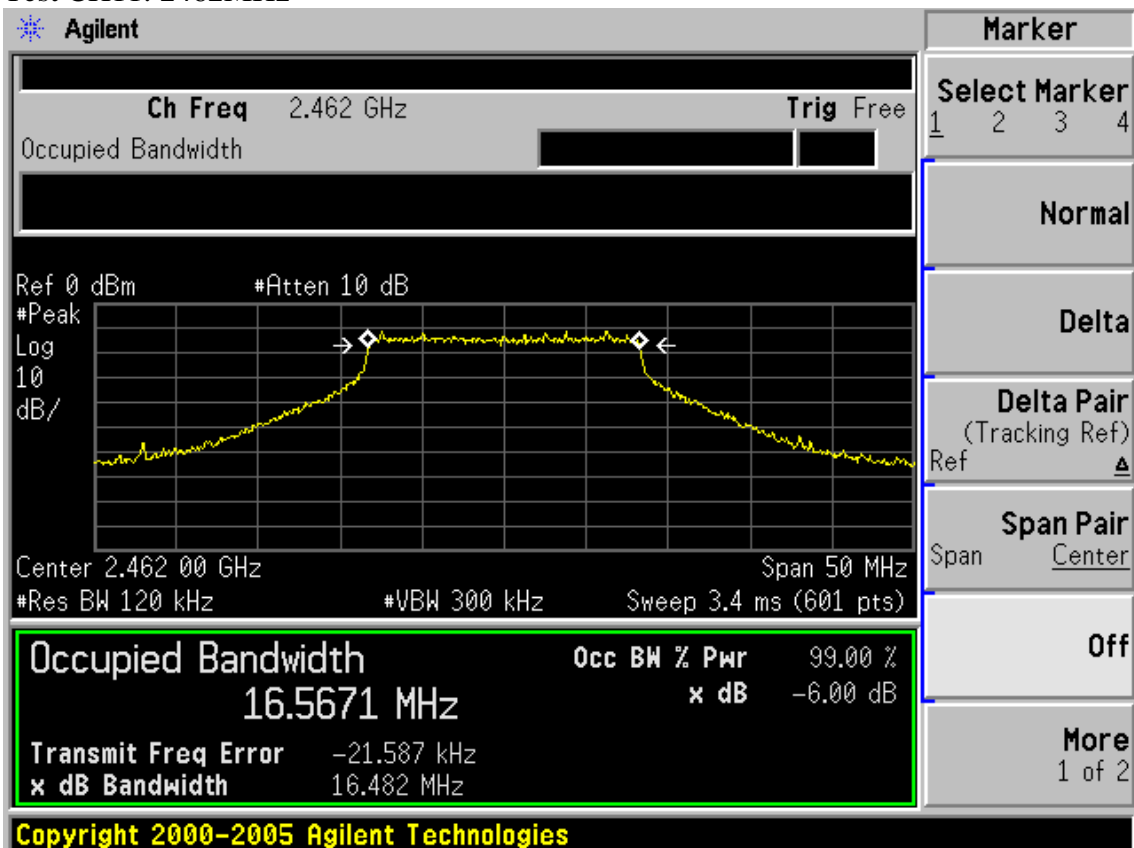 Agilent
Marker
Ch Freq 2.462 GHz Trig Free
Occupied Bandwidth
Select Marker
1 2 3 4
Normal
Delta
Delta Pair
(Tracking Ref)
Ref Δ
Span Pair
Span Center
Off
More
1 of 2
Ref 0 dBm #Atten 10 dB
#Peak
Log
10
dB/
Center 2.462 00 GHz Span 50 MHz
#Res BW 120 kHz #VBW 300 kHz Sweep 3.4 ms (601 pts)
Occupied Bandwidth Occ BW % Pwr 99.00 %
16.5671 MHz x dB -6.00 dB
Transmit Freq Error -21.587 kHz
x dB Bandwidth 16.482 MHz
Copyright 2000-2005 Agilent Technologies